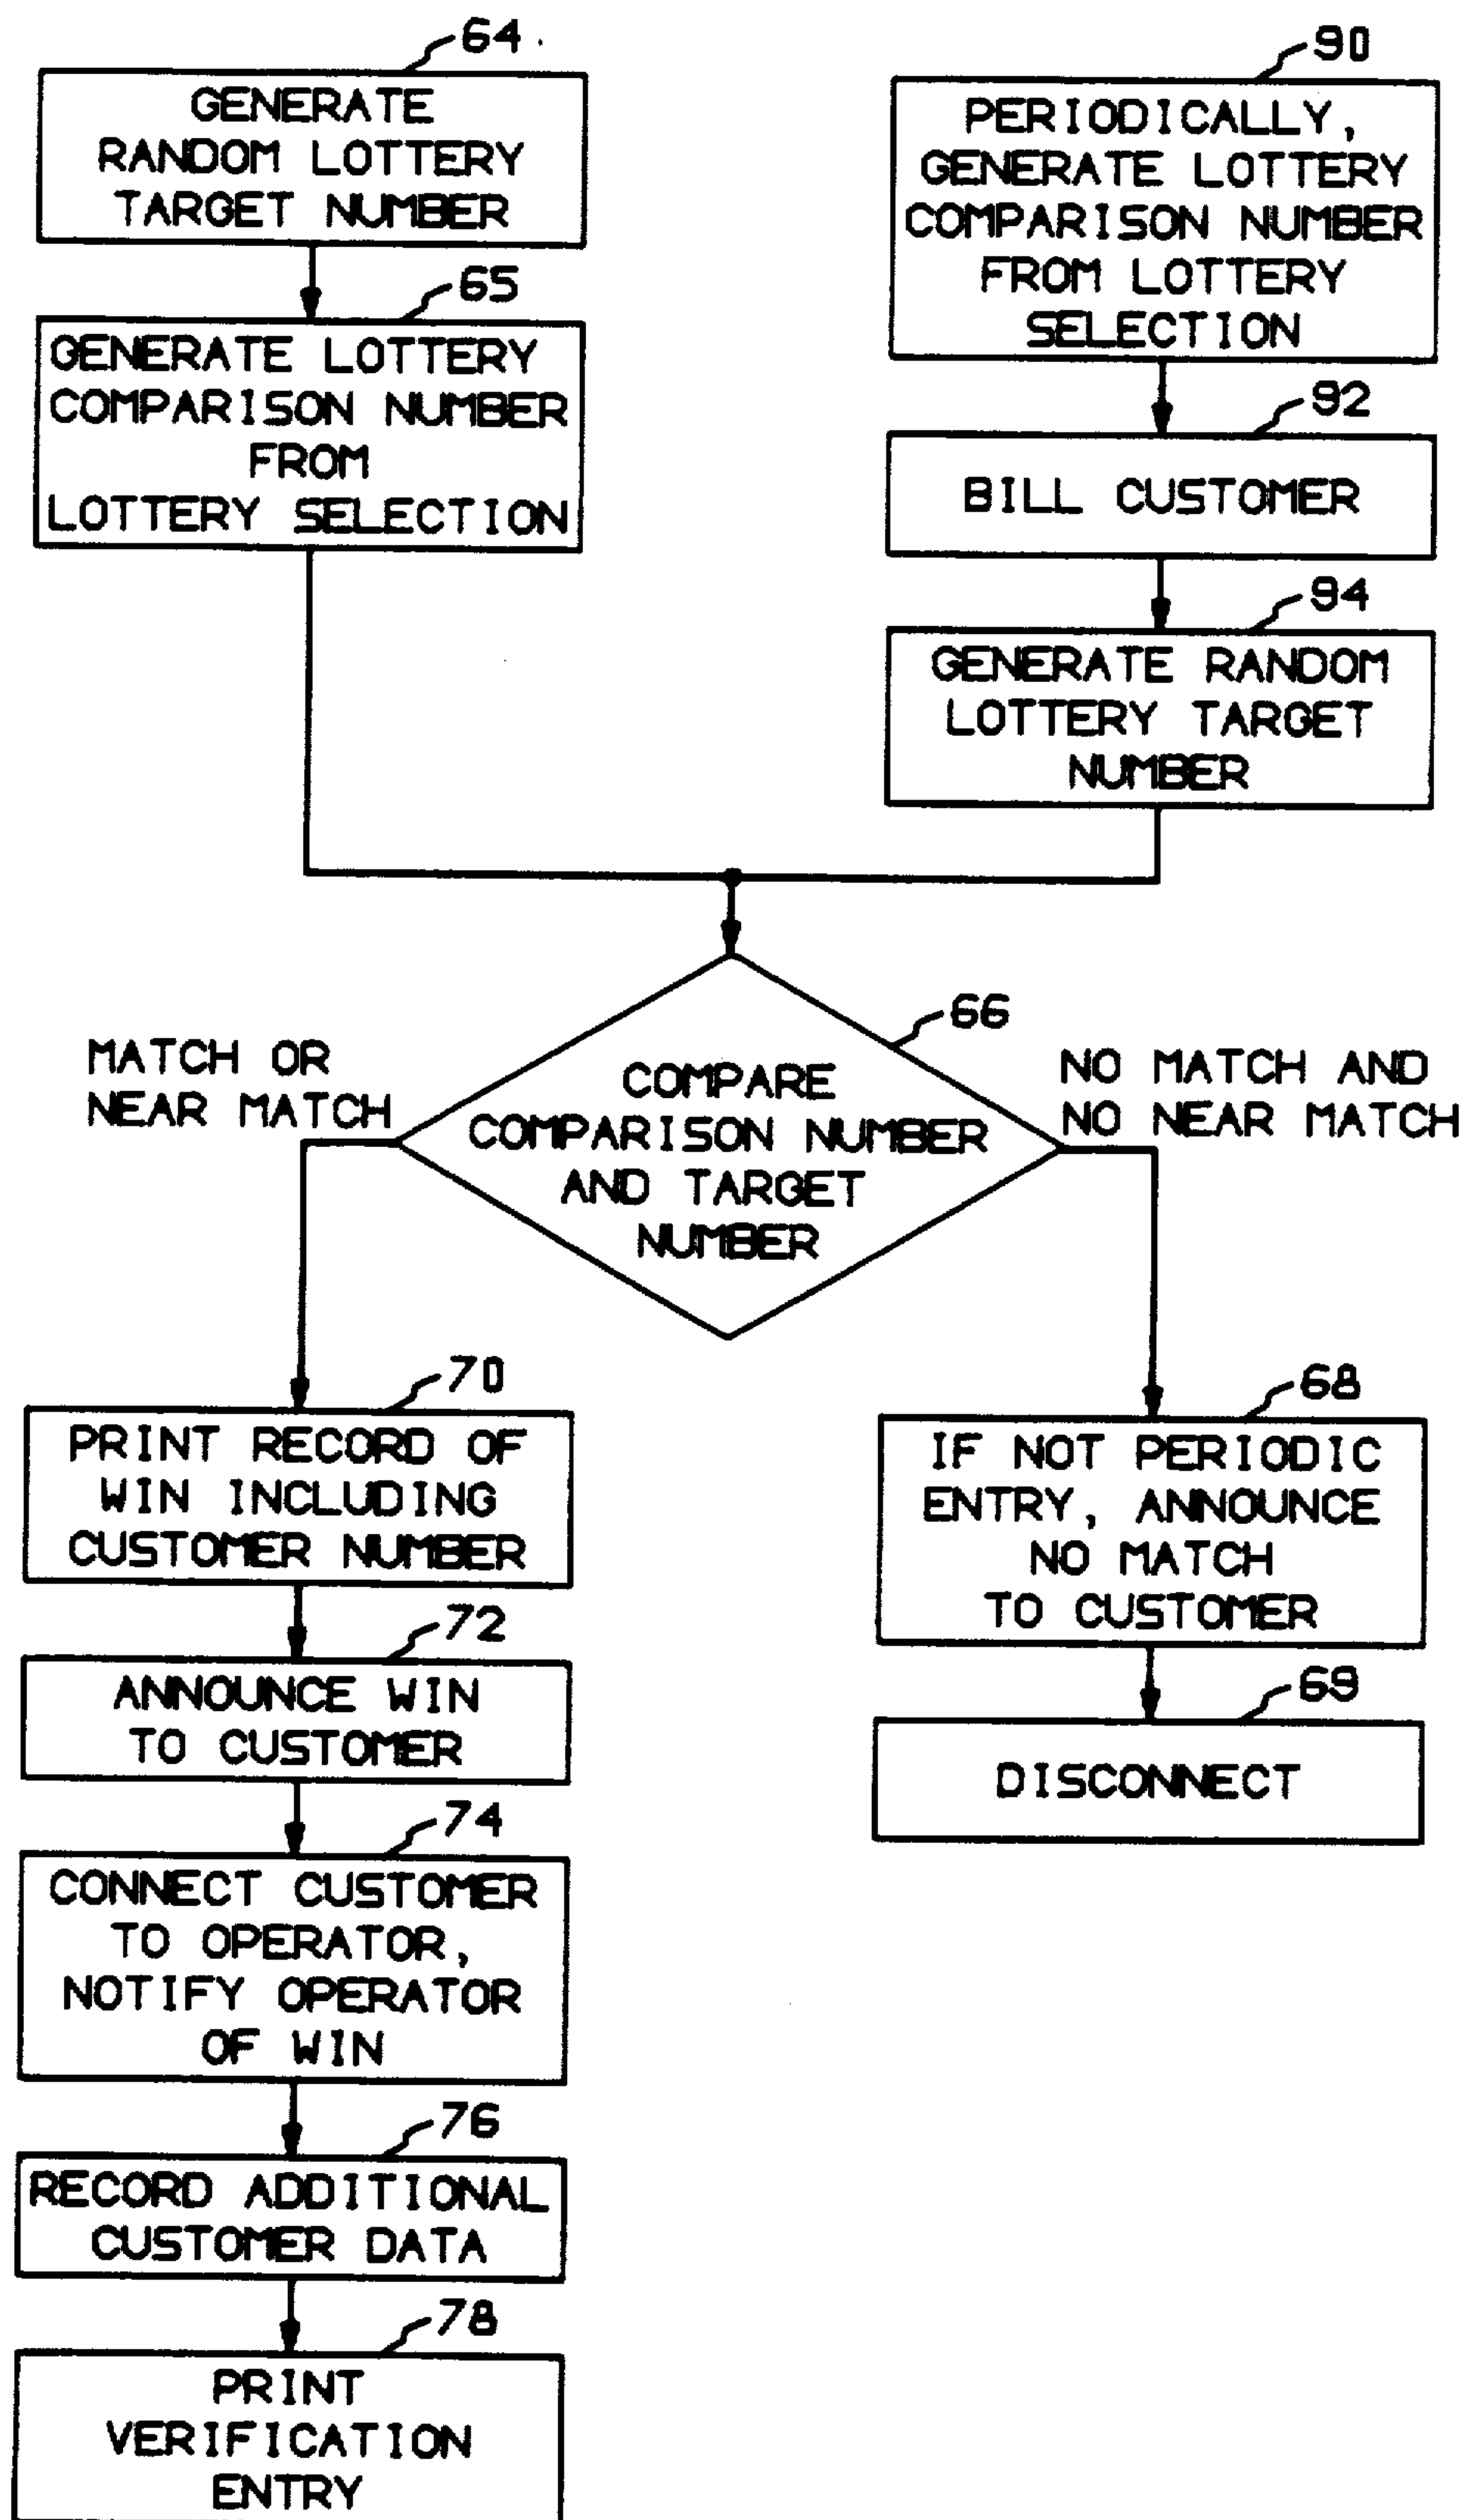 64
GENERATE
RANDOM LOTTERY
TARGET NUMBER
65
GENERATE LOTTERY
COMPARISON NUMBER
FROM
LOTTERY SELECTION
90
PERIODICALLY,
GENERATE LOTTERY
COMPARISON NUMBER
FROM LOTTERY
SELECTION
92
BILL CUSTOMER
94
GENERATE RANDOM
LOTTERY TARGET
NUMBER
66
COMPARE
COMPARISON NUMBER
AND TARGET
NUMBER
MATCH OR
NEAR MATCH
NO MATCH AND
NO NEAR MATCH
70
PRINT RECORD OF
WIN INCLUDING
CUSTOMER NUMBER
72
ANNOUNCE WIN
TO CUSTOMER
74
CONNECT CUSTOMER
TO OPERATOR,
NOTIFY OPERATOR
OF WIN
76
RECORD ADDITIONAL
CUSTOMER DATA
78
PRINT
VERIFICATION
ENTRY
68
IF NOT PERIODIC
ENTRY, ANNOUNCE
NO MATCH
TO CUSTOMER
69
DISCONNECT